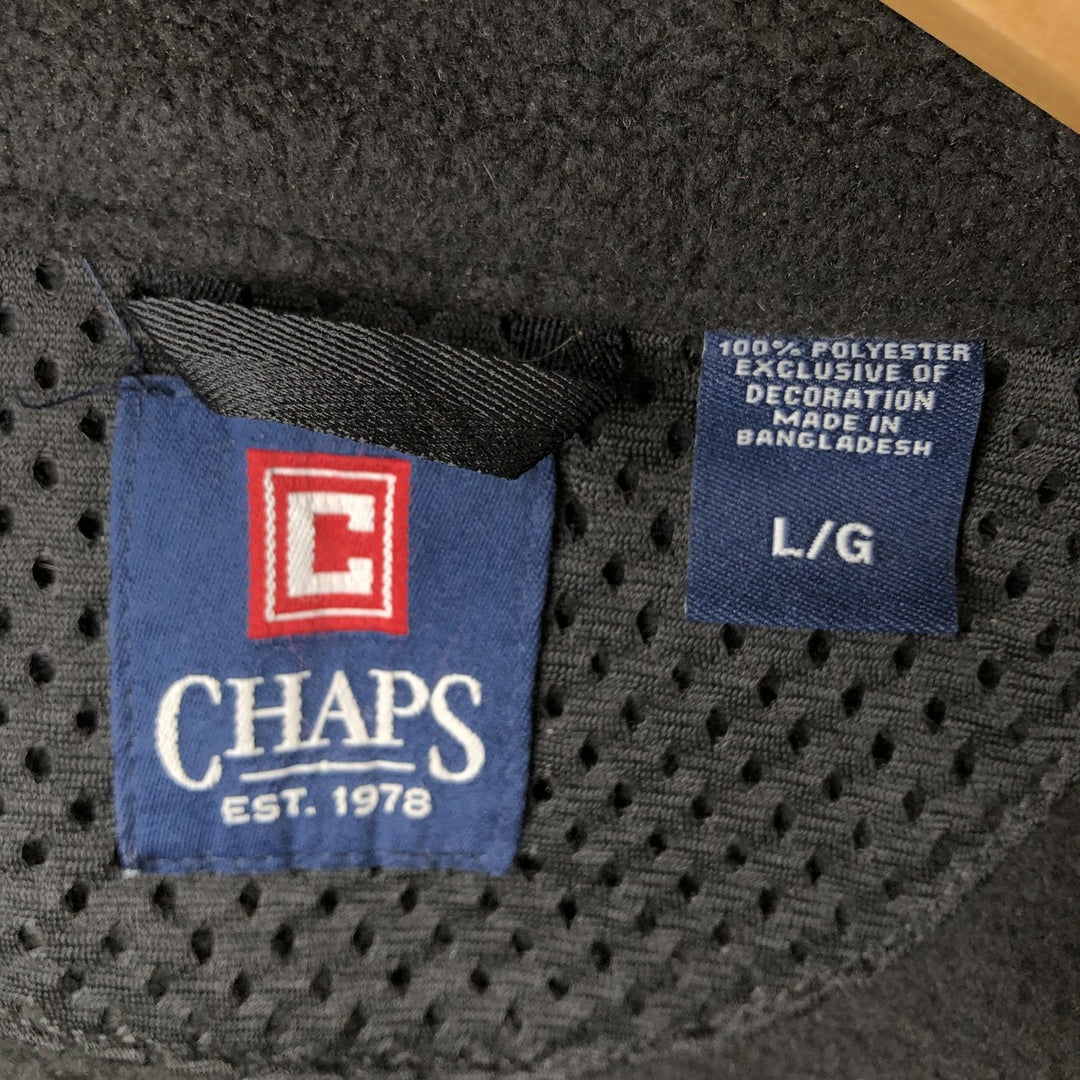 C
CHAPS
EST. 1978
100% POLYESTER
EXCLUSIVE OF
DECORATION
MADE IN
BANGLADESH
L/G